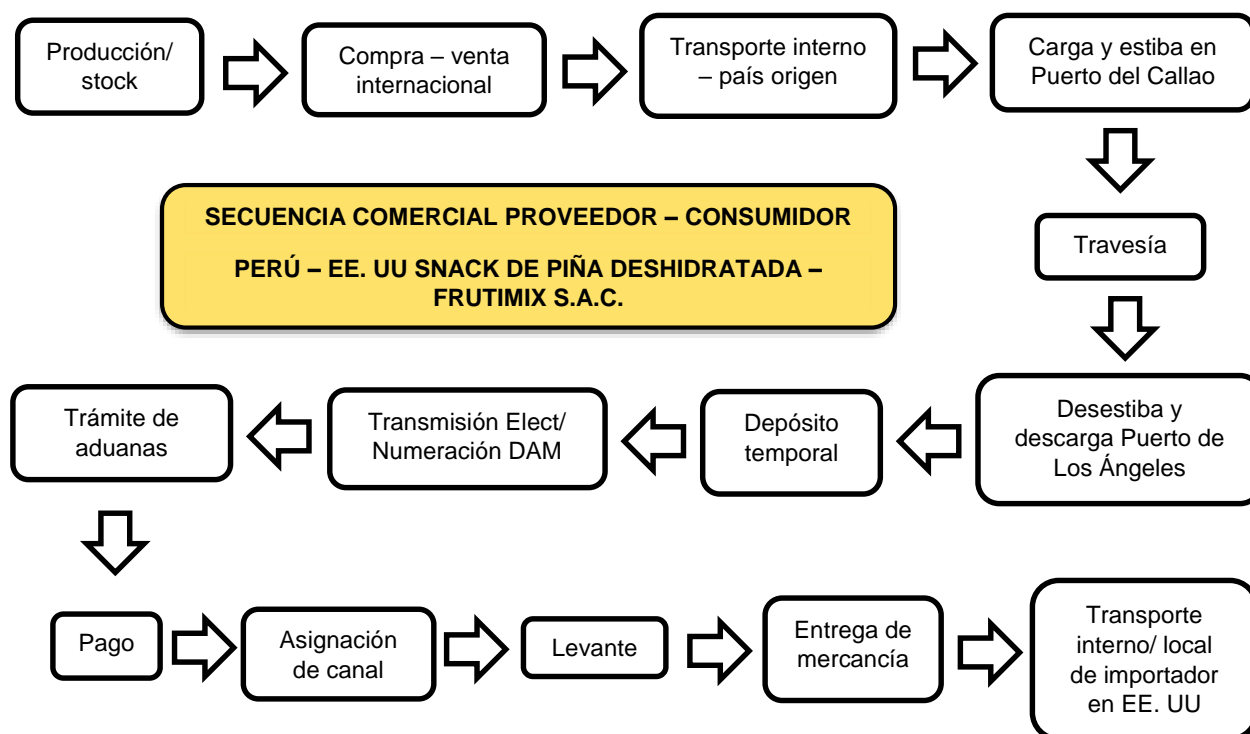 Producción/
stock
Compra – venta
internacional
Transporte interno
– país origen
Carga y estiba en
Puerto del Callao
SECUENCIA COMERCIAL PROVEEDOR – CONSUMIDOR
PERÚ – EE. UU SNACK DE PIÑA DESHIDRATADA –
FRUTIMIX S.A.C.
Travesía
Desestiba y
descarga Puerto de
Los Ángeles
Depósito
temporal
Transmisión Elect/
Numeración DAM
Trámite de
aduanas
Pago
Asignación
de canal
Levante
Entrega de
mercancía
Transporte
interno/ local
de importador
en EE. UU